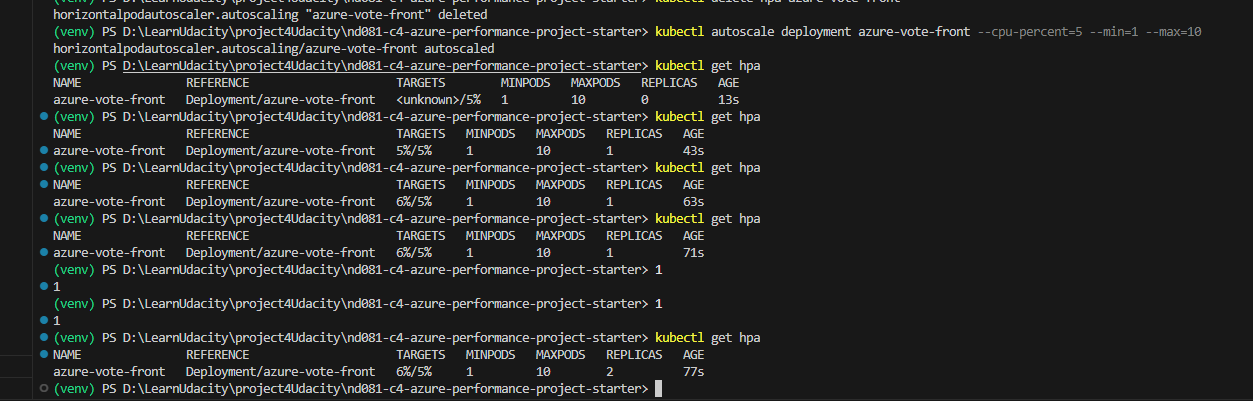 (venv) PS D:\LearnUdacity\project4Udacity\nd081-c4-azure-performance-project-starter> kubectl delete hpa azure-vote-front
horizontalpodautoscaler.autoscaling "azure-vote-front" deleted
(venv) PS D:\LearnUdacity\project4Udacity\nd081-c4-azure-performance-project-starter> kubectl autoscale deployment azure-vote-front --cpu-percent=5 --min=1 --max=10
horizontalpodautoscaler.autoscaling/azure-vote-front autoscaled
(venv) PS D:\LearnUdacity\project4Udacity\nd081-c4-azure-performance-project-starter> kubectl get hpa
NAME REFERENCE TARGETS MINPODS MAXPODS REPLICAS AGE
azure-vote-front Deployment/azure-vote-front <unknown>/5% 1 10 0 13s
(venv) PS D:\LearnUdacity\project4Udacity\nd081-c4-azure-performance-project-starter> kubectl get hpa
NAME REFERENCE TARGETS MINPODS MAXPODS REPLICAS AGE
azure-vote-front Deployment/azure-vote-front 5%/5% 1 10 1 43s
(venv) PS D:\LearnUdacity\project4Udacity\nd081-c4-azure-performance-project-starter> kubectl get hpa
NAME REFERENCE TARGETS MINPODS MAXPODS REPLICAS AGE
azure-vote-front Deployment/azure-vote-front 6%/5% 1 10 1 63s
(venv) PS D:\LearnUdacity\project4Udacity\nd081-c4-azure-performance-project-starter> kubectl get hpa
NAME REFERENCE TARGETS MINPODS MAXPODS REPLICAS AGE
azure-vote-front Deployment/azure-vote-front 6%/5% 1 10 1 71s
(venv) PS D:\LearnUdacity\project4Udacity\nd081-c4-azure-performance-project-starter> 1
1
(venv) PS D:\LearnUdacity\project4Udacity\nd081-c4-azure-performance-project-starter> 1
1
(venv) PS D:\LearnUdacity\project4Udacity\nd081-c4-azure-performance-project-starter> kubectl get hpa
NAME REFERENCE TARGETS MINPODS MAXPODS REPLICAS AGE
azure-vote-front Deployment/azure-vote-front 6%/5% 1 10 2 77s
(venv) PS D:\LearnUdacity\project4Udacity\nd081-c4-azure-performance-project-starter>